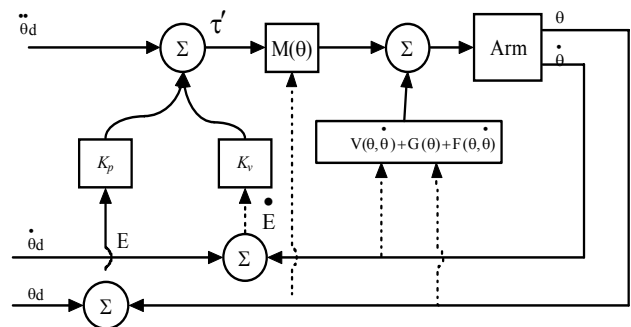 θ̈d
Σ
τ′
M(θ)
Σ
Arm
θ
θ̇
V(θ,θ̇)+G(θ)+F(θ,θ̇)
Kp
Kv
Ė
E
θ̇d
Σ
θd
Σ